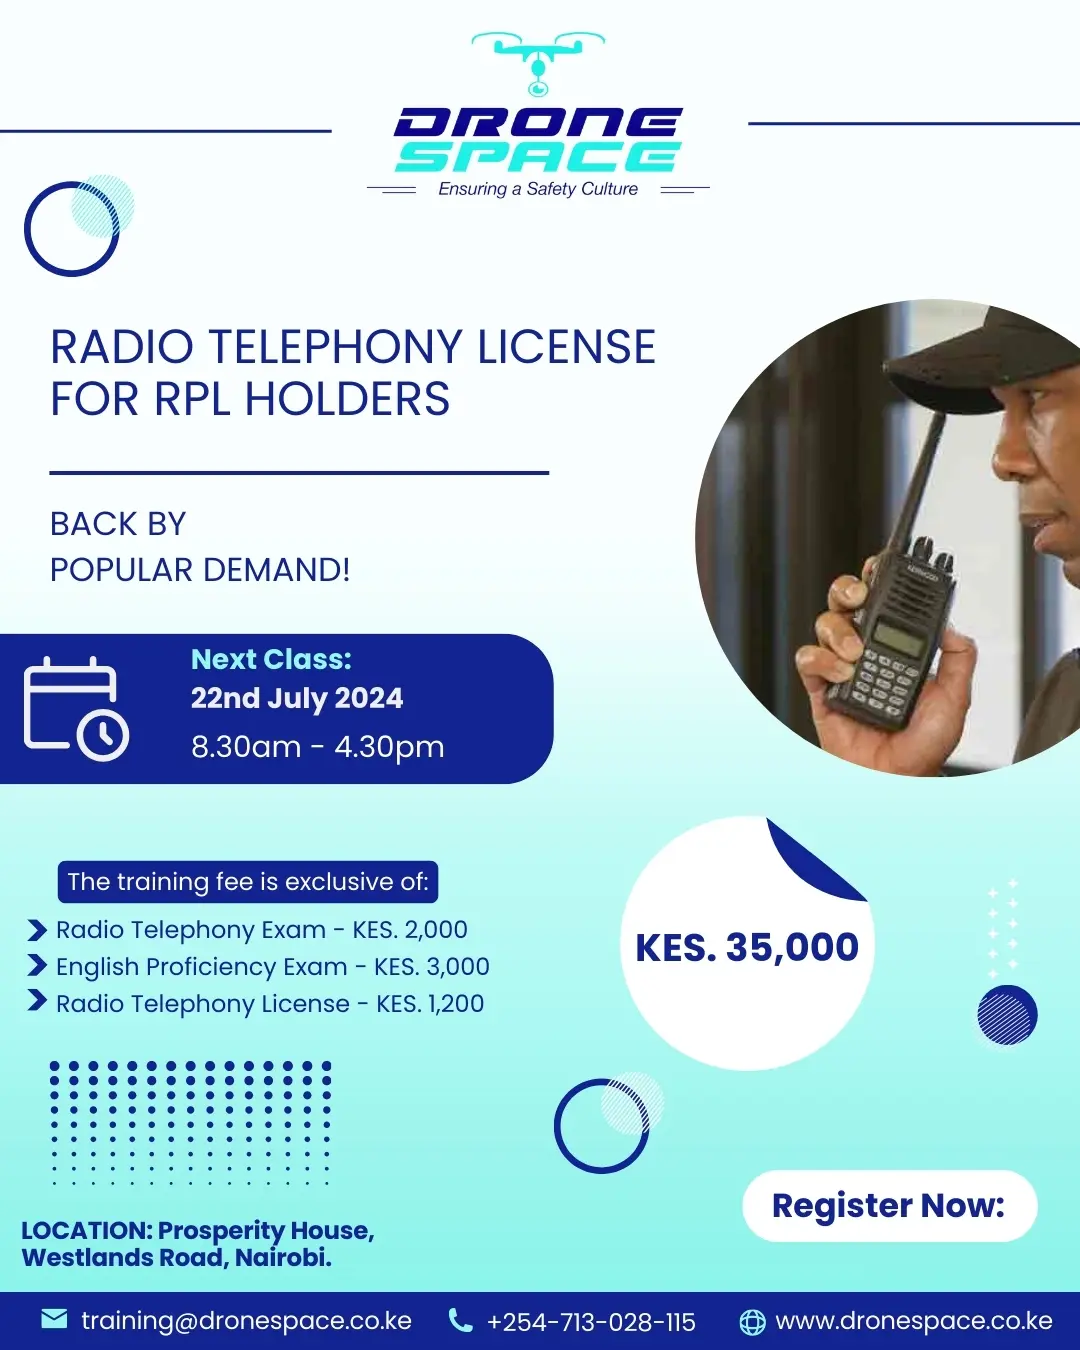 DRONE
SPACE
Ensuring a Safety Culture
RADIO TELEPHONY LICENSE
FOR RPL HOLDERS
BACK BY
POPULAR DEMAND!
Next Class:
22nd July 2024
8.30am - 4.30pm
KENWOOD
The training fee is exclusive of:
Radio Telephony Exam - KES. 2,000
English Proficiency Exam - KES. 3,000
Radio Telephony License - KES. 1,200
KES. 35,000
Register Now:
LOCATION: Prosperity House,
Westlands Road, Nairobi.
training@dronespace.co.ke
+254-713-028-115
www.dronespace.co.ke